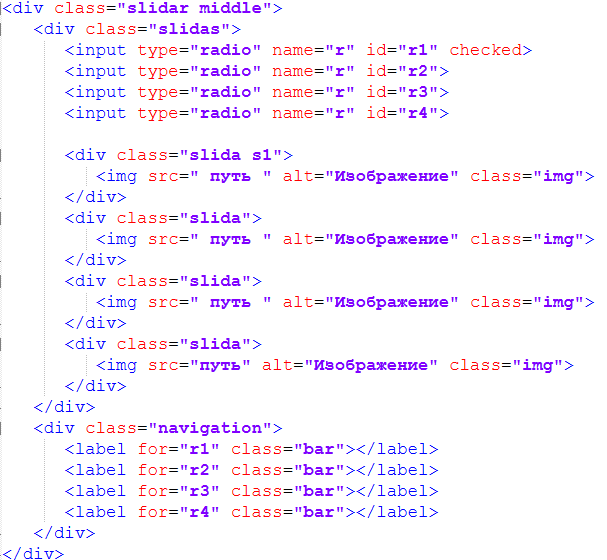 <div class="slidar middle">
<div class="slidas">
<input type="radio" name="r" id="r1" checked>
<input type="radio" name="r" id="r2">
<input type="radio" name="r" id="r3">
<input type="radio" name="r" id="r4">
<div class="slida s1">
<img src=" путь " alt="Изображение" class="img">
</div>
<div class="slida">
<img src=" путь " alt="Изображение" class="img">
</div>
<div class="slida">
<img src=" путь " alt="Изображение" class="img">
</div>
<div class="slida">
<img src="путь" alt="Изображение" class="img">
</div>
</div>
<div class="navigation">
<label for="r1" class="bar"></label>
<label for="r2" class="bar"></label>
<label for="r3" class="bar"></label>
<label for="r4" class="bar"></label>
</div>
</div>